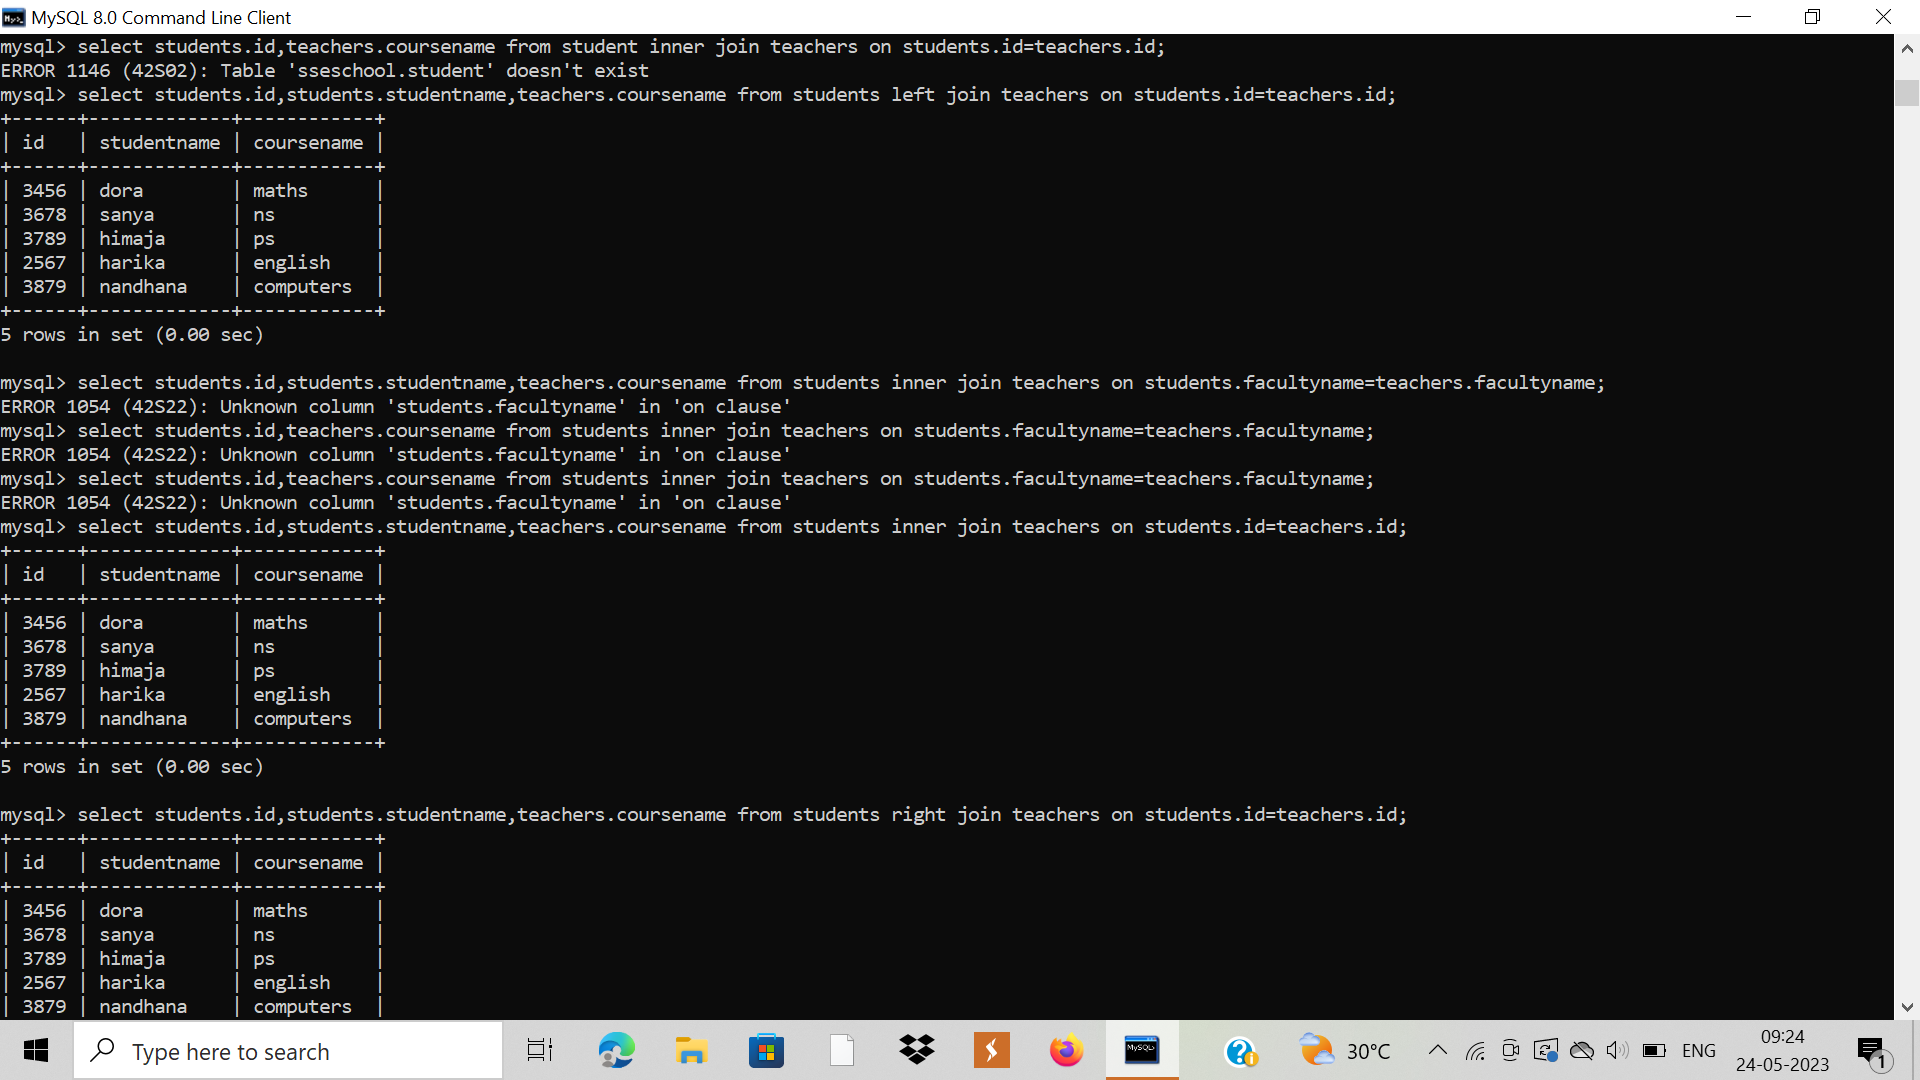 MySQL 8.0 Command Line Client
mysql> select students.id,teachers.coursename from student inner join teachers on students.id=teachers.id;
ERROR 1146 (42S02): Table 'sseschool.student' doesn't exist
mysql> select students.id,students.studentname,teachers.coursename from students left join teachers on students.id=teachers.id;
+------+-------------+------------+
| id   | studentname | coursename |
+------+-------------+------------+
| 3456 | dora        | maths      |
| 3678 | sanya       | ns         |
| 3789 | himaja      | ps         |
| 2567 | harika      | english    |
| 3879 | nandhana    | computers  |
+------+-------------+------------+
5 rows in set (0.00 sec)
mysql> select students.id,students.studentname,teachers.coursename from students inner join teachers on students.facultyname=teachers.facultyname;
ERROR 1054 (42S22): Unknown column 'students.facultyname' in 'on clause'
mysql> select students.id,teachers.coursename from students inner join teachers on students.facultyname=teachers.facultyname;
ERROR 1054 (42S22): Unknown column 'students.facultyname' in 'on clause'
mysql> select students.id,teachers.coursename from students inner join teachers on students.facultyname=teachers.facultyname;
ERROR 1054 (42S22): Unknown column 'students.facultyname' in 'on clause'
mysql> select students.id,students.studentname,teachers.coursename from students inner join teachers on students.id=teachers.id;
+------+-------------+------------+
| id   | studentname | coursename |
+------+-------------+------------+
| 3456 | dora        | maths      |
| 3678 | sanya       | ns         |
| 3789 | himaja      | ps         |
| 2567 | harika      | english    |
| 3879 | nandhana    | computers  |
+------+-------------+------------+
5 rows in set (0.00 sec)
mysql> select students.id,students.studentname,teachers.coursename from students right join teachers on students.id=teachers.id;
+------+-------------+------------+
| id   | studentname | coursename |
+------+-------------+------------+
| 3456 | dora        | maths      |
| 3678 | sanya       | ns         |
| 3789 | himaja      | ps         |
| 2567 | harika      | english    |
| 3879 | nandhana    | computers  |
Type here to search
MySQL>
30°C
ENG
09:24
24-05-2023
1